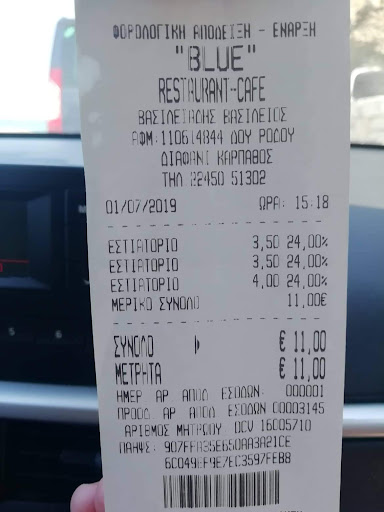 ΦΟΡΟΛΟΓΙΚΗ ΑΠΟΔΕΙΞΗ - ΕΝΑΡΞΗ
"BLUE"
RESTAURANT-CAFE
ΒΑΣΙΛΕΙΑΔΗΣ ΒΑΣΙΛΕΙΟΣ
ΑΦΜ:110614844 ΔΟΥ ΡΟΔΟΥ
ΔΙΑΦΑΝΙ ΚΑΡΠΑΘΟΣ
ΤΗΛ 22450 51302
01/07/2019 ΩΡΑ: 15:18
ΕΣΤΙΑΤΟΡΙΟ 3,50 24,00%
ΕΣΤΙΑΤΟΡΙΟ 3,50 24,00%
ΕΣΤΙΑΤΟΡΙΟ 4,00 24,00%
ΜΕΡΙΚΟ ΣΥΝΟΛΟ 11,00€
ΣΥΝΟΛΟ € 11,00
ΜΕΤΡΗΤΑ € 11,00
ΗΜΕΡ ΑΡ ΑΠΟΔ ΕΣΟΔΩΝ: 000001
ΠΡΟΟΔ ΑΡ ΑΠΟΔ ΕΣΟΔΩΝ 00003145
ΑΡΙΘΜΟΣ ΜΗΤΡΩΟΥ DCV 16005710
ΠΑΗΨΣ: 907FFA35E650AA3A21CE
6C049EF9E7EC3597FEB8